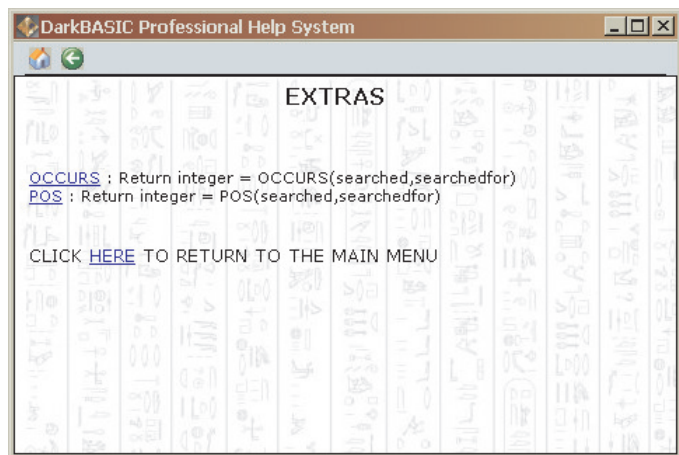 DarkBASIC Professional Help System
EXTRAS
OCCURS : Return integer = OCCURS(searched,searchedfor)
POS : Return integer = POS(searched,searchedfor)
CLICK HERE TO RETURN TO THE MAIN MENU